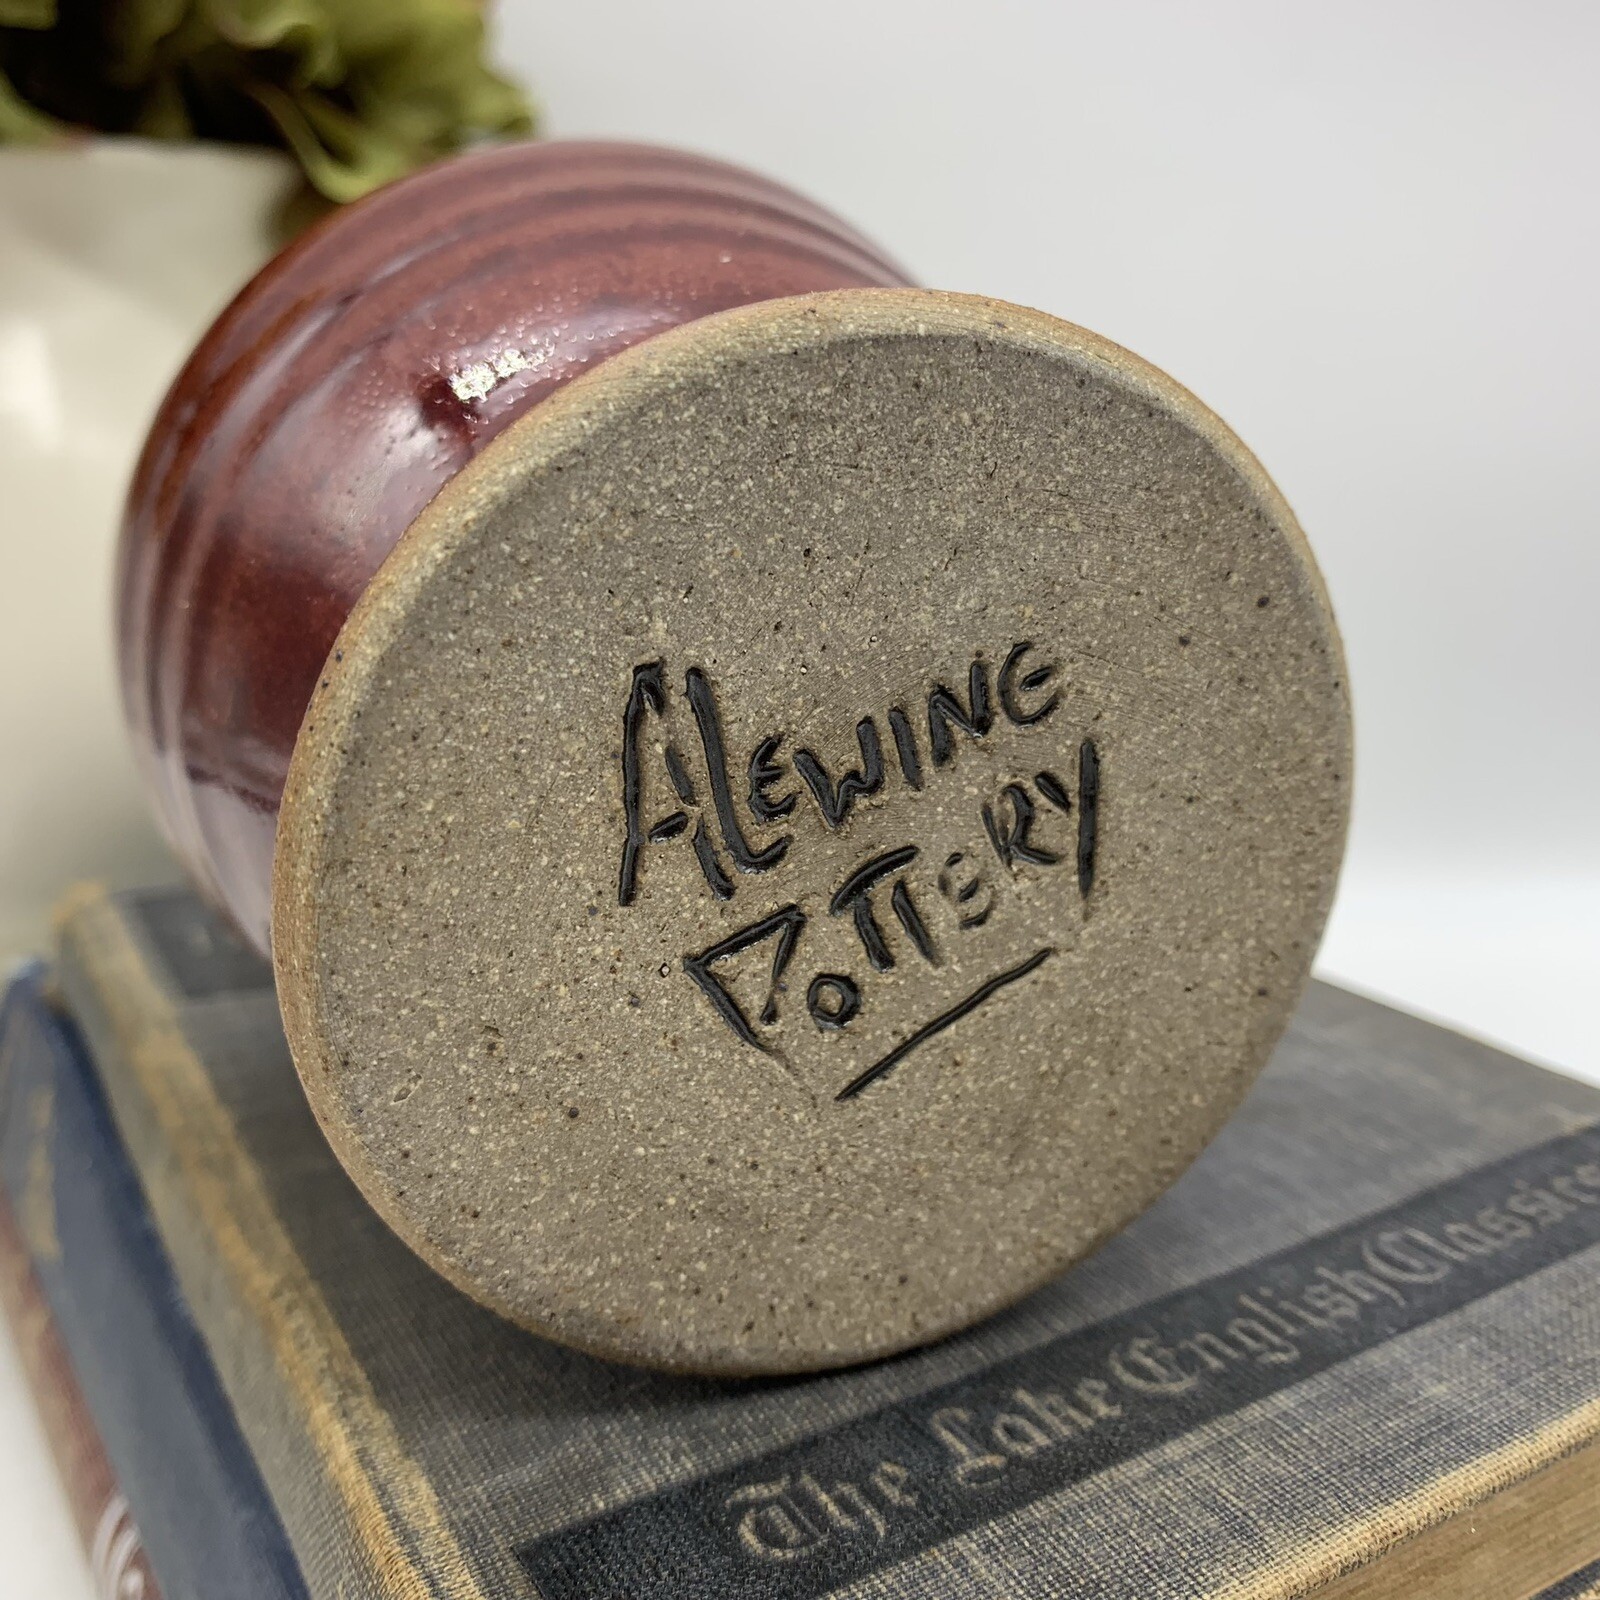 ALEWINE
POTTERY
The Lake English Classics